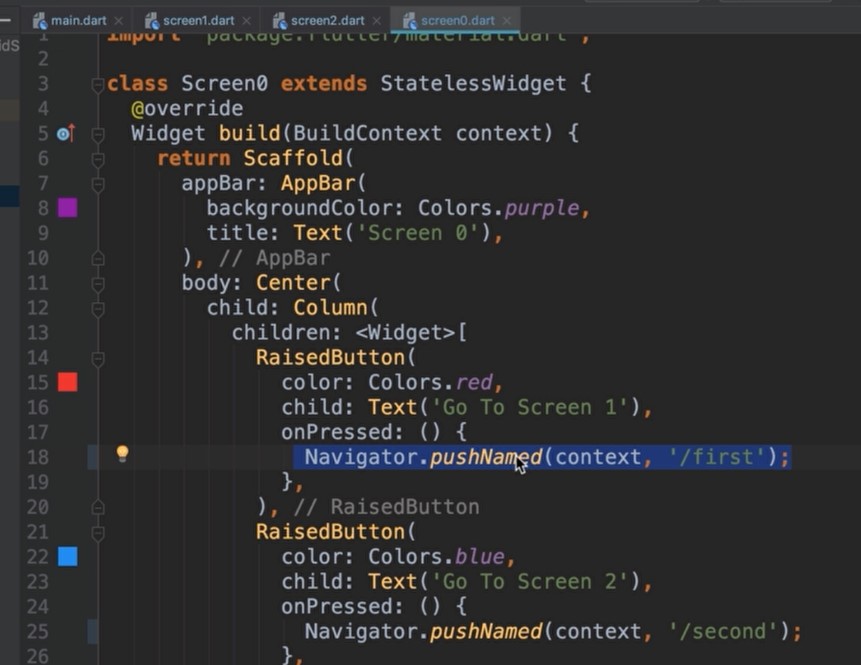 main.dart screen1.dart screen2.dart screen0.dart
idS
1 import 'package:flutter/material.dart';
2
3 class Screen0 extends StatelessWidget {
4 @override
5 Widget build(BuildContext context) {
6 return Scaffold(
7 appBar: AppBar(
8 backgroundColor: Colors.purple,
9 title: Text('Screen 0'),
10 ), // AppBar
11 body: Center(
12 child: Column(
13 children: <Widget>[
14 RaisedButton(
15 color: Colors.red,
16 child: Text('Go To Screen 1'),
17 onPressed: () {
18 Navigator.pushNamed(context, '/first');
19 },
20 ), // RaisedButton
21 RaisedButton(
22 color: Colors.blue,
23 child: Text('Go To Screen 2'),
24 onPressed: () {
25 Navigator.pushNamed(context, '/second');
26 },